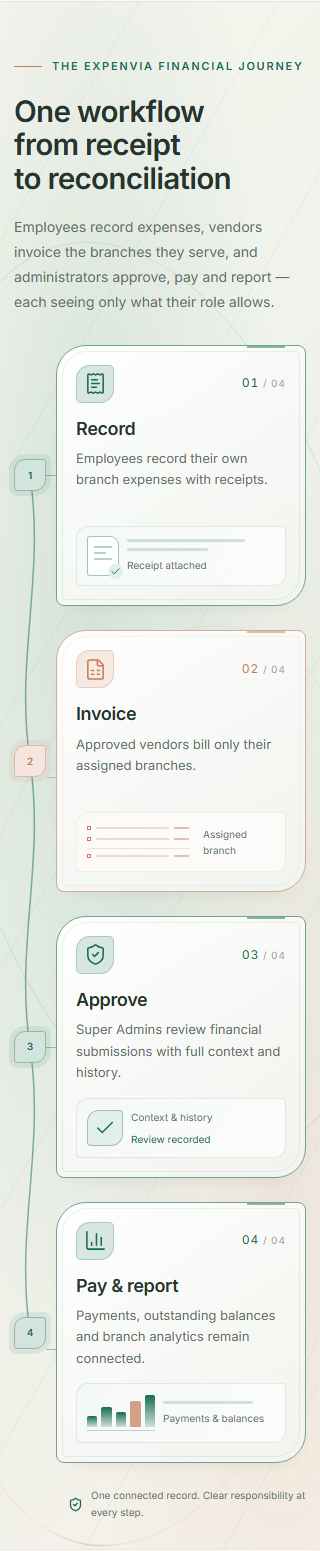 THE EXPENVIA FINANCIAL JOURNEY
One workflow
from receipt
to reconciliation
Employees record expenses, vendors
invoice the branches they serve, and
administrators approve, pay and report —
each seeing only what their role allows.
01 / 04
1
Record
Employees record their own
branch expenses with receipts.
Receipt attached
02 / 04
2
Invoice
Approved vendors bill only their
assigned branches.
Assigned
branch
03 / 04
3
Approve
Super Admins review financial
submissions with full context and
history.
Context & history
Review recorded
04 / 04
4
Pay & report
Payments, outstanding balances
and branch analytics remain
connected.
Payments & balances
One connected record. Clear responsibility at
every step.